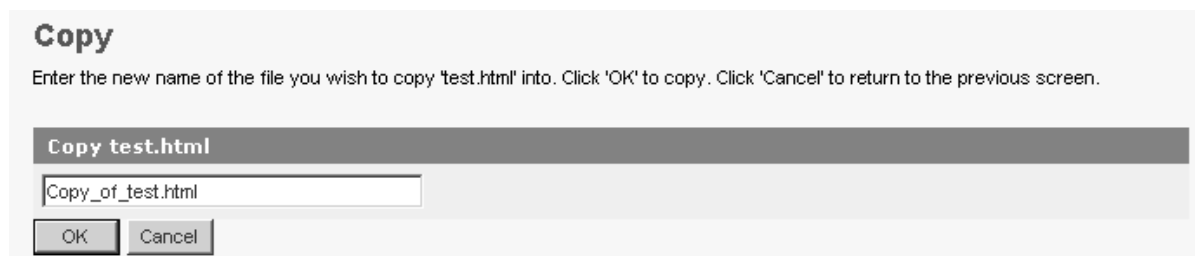 Copy
Enter the new name of the file you wish to copy 'test.html' into. Click 'OK' to copy. Click 'Cancel' to return to the previous screen.
Copy test.html
Copy_of_test.html
OK Cancel